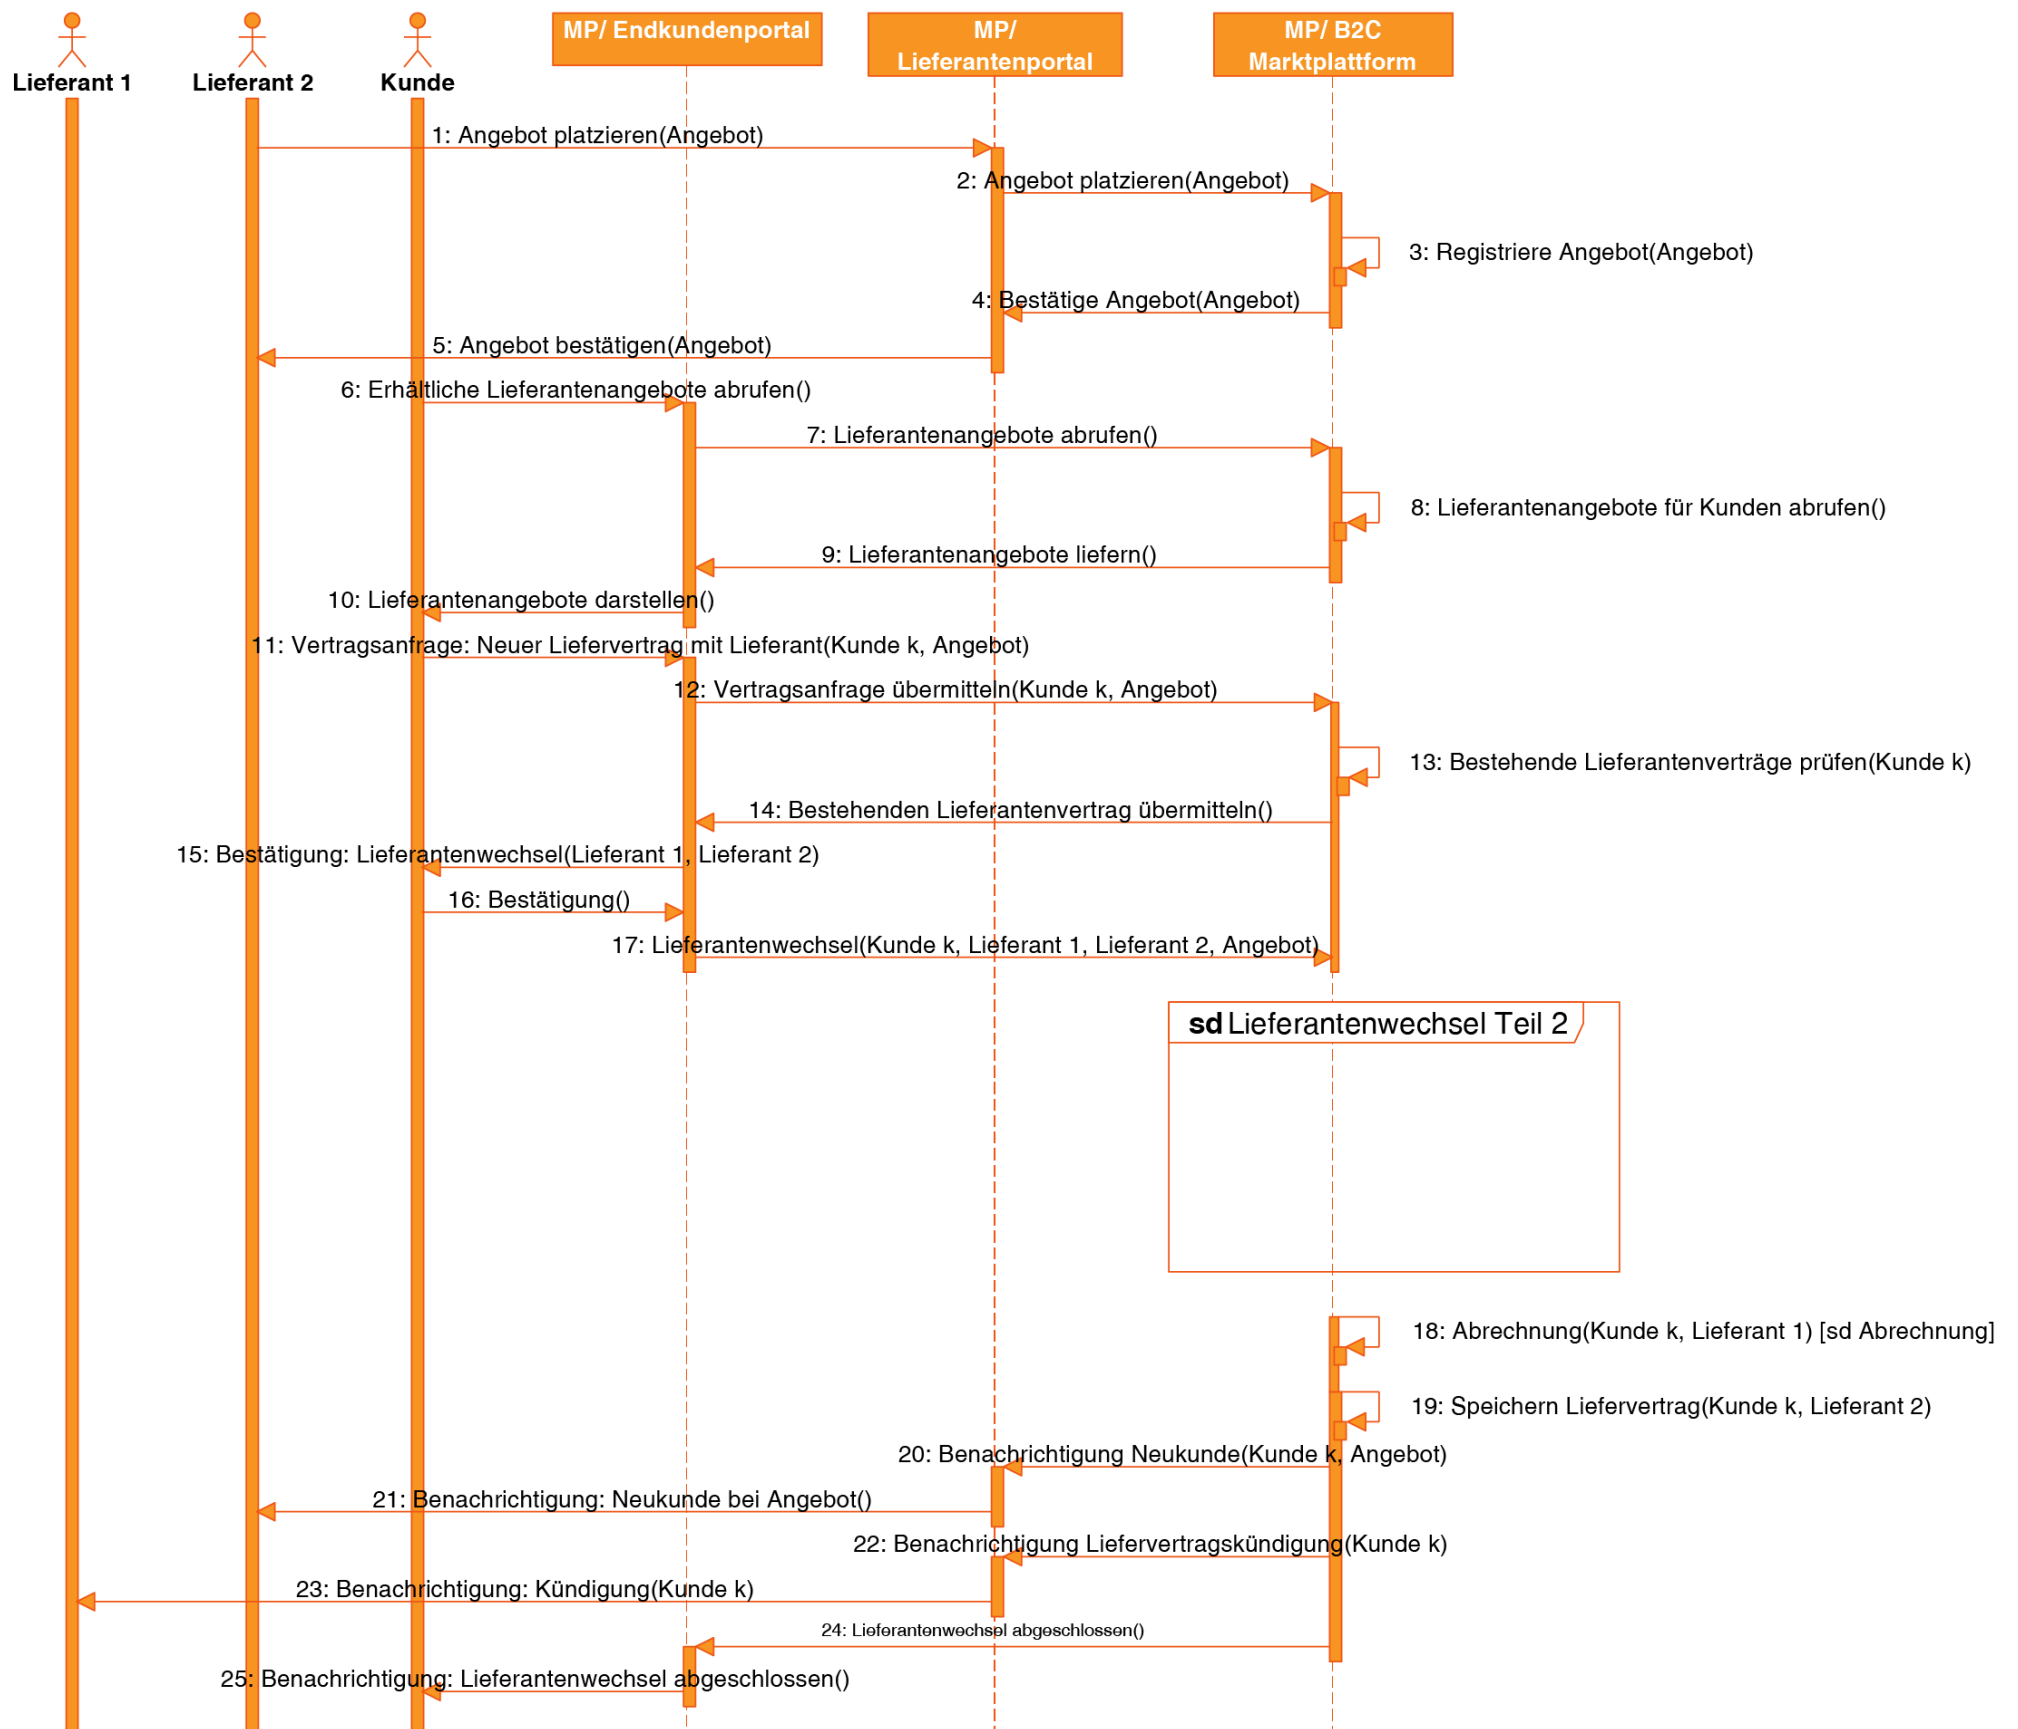 Lieferant 1
Lieferant 2
Kunde
MP/ Endkundenportal
MP/
Lieferantenportal
MP/ B2C
Marktplattform
1: Angebot platzieren(Angebot)
2: Angebot platzieren(Angebot)
3: Registriere Angebot(Angebot)
4: Bestätige Angebot(Angebot)
5: Angebot bestätigen(Angebot)
6: Erhältliche Lieferantenangebote abrufen()
7: Lieferantenangebote abrufen()
8: Lieferantenangebote für Kunden abrufen()
9: Lieferantenangebote liefern()
10: Lieferantenangebote darstellen()
11: Vertragsanfrage: Neuer Liefervertrag mit Lieferant(Kunde k, Angebot)
12: Vertragsanfrage übermitteln(Kunde k, Angebot)
13: Bestehende Lieferantenverträge prüfen(Kunde k)
14: Bestehenden Lieferantenvertrag übermitteln()
15: Bestätigung: Lieferantenwechsel(Lieferant 1, Lieferant 2)
16: Bestätigung()
17: Lieferantenwechsel(Kunde k, Lieferant 1, Lieferant 2, Angebot)
sd Lieferantenwechsel Teil 2
18: Abrechnung(Kunde k, Lieferant 1) [sd Abrechnung]
19: Speichern Liefervertrag(Kunde k, Lieferant 2)
20: Benachrichtigung Neukunde(Kunde k, Angebot)
21: Benachrichtigung: Neukunde bei Angebot()
22: Benachrichtigung Liefervertragskündigung(Kunde k)
23: Benachrichtigung: Kündigung(Kunde k)
24: Lieferantenwechsel abgeschlossen()
25: Benachrichtigung: Lieferantenwechsel abgeschlossen()